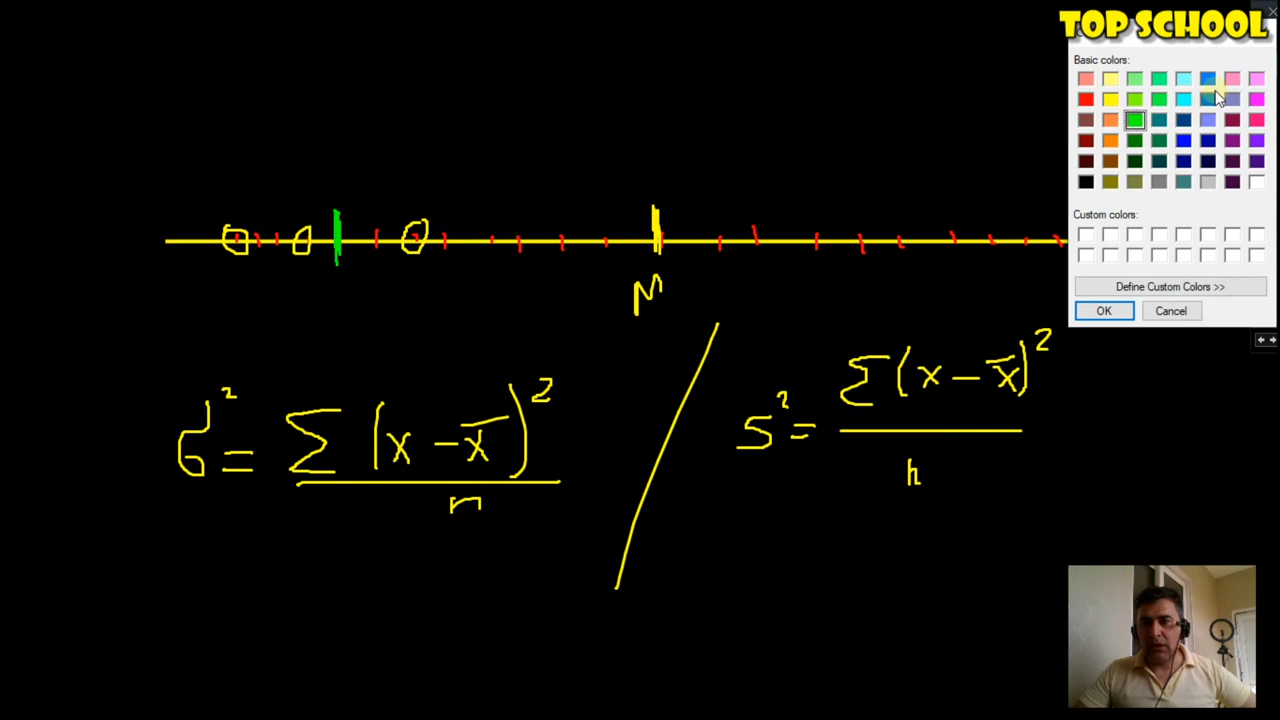 TOP SCHOOL
Basic colors:
Custom colors:
Define Custom Colors >>
OK Cancel
M
σ² = Σ (x - x̄)²
n
S² = Σ(x - x̄)²
n